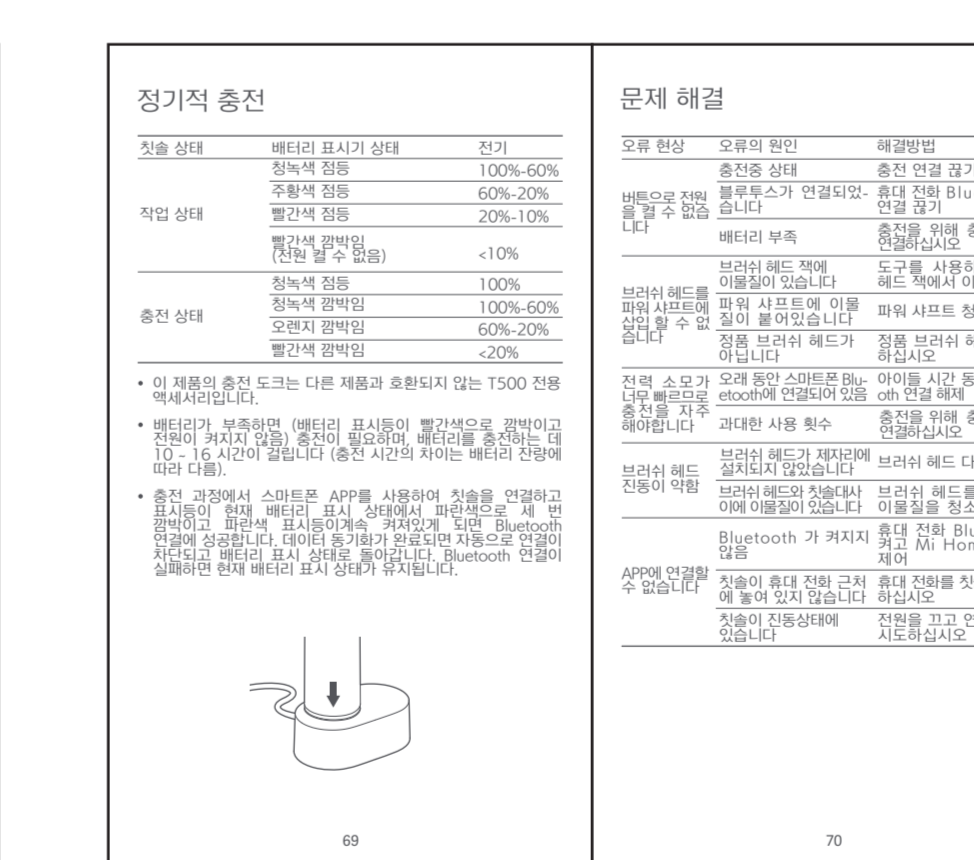 정기적 충전
칫솔 상태 배터리 표시기 상태 전기
작업 상태 청녹색 점등 100%-60%
주황색 점등 60%-20%
빨간색 점등 20%-10%
빨간색 깜박임
(전원 켤 수 없음) <10%
충전 상태 청녹색 점등 100%
청녹색 깜박임 100%-60%
오렌지 깜박임 60%-20%
빨간색 깜박임 <20%
• 이 제품의 충전 도크는 다른 제품과 호환되지 않는 T500 전용
액세서리입니다.
• 배터리가 부족하면 (배터리 표시등이 빨간색으로 깜박이고
전원이 켜지지 않음) 충전이 필요하며, 배터리를 충전하는 데
10 - 16 시간이 걸립니다 (충전 시간의 차이는 배터리 잔량에
따라 다름).
• 충전 과정에서 스마트폰 APP를 사용하여 칫솔을 연결하고
표시등이 현재 배터리 표시 상태에서 파란색으로 세 번
깜박이고 파란색 표시등이계속 켜져있게 되면 Bluetooth
연결에 성공합니다. 데이터 동기화가 완료되면 자동으로 연결이
차단되고 배터리 표시 상태로 돌아갑니다. Bluetooth 연결이
실패하면 현재 배터리 표시 상태가 유지됩니다.
69
문제 해결
오류 현상 오류의 원인 해결방법
버튼으로 전원
을 켤 수 없습
니다
충전중 상태 충전 연결 끊기
블루투스가 연결되었-
습니다
휴대 전화 Blu
연결 끊기
배터리 부족
충전을 위해 충
연결하십시오
브러쉬 헤드를
파워 샤프트에
삽입 할 수 없
습니다
브러쉬 헤드 잭에
이물질이 있습니다
도구를 사용하
헤드 잭에서 이
파워 샤프트에 이물
질이 붙어있습니다
파워 샤프트 청
정품 브러쉬 헤드가
아닙니다
정품 브러쉬 헤
하십시오
전력 소모가
너무 빠르므로
충전을 자주
해야합니다
오래 동안 스마트폰 Blu-
etooth에 연결되어 있음
아이들 시간 동
oth 연결 해제
과대한 사용 횟수
충전을 위해 충
연결하십시오
브러쉬 헤드
진동이 약함
브러쉬 헤드가 제자리에
설치되지 않았습니다
브러쉬 헤드 다
브러쉬 헤드와 칫솔대사
이에 이물질이 있습니다
브러쉬 헤드를
이물질을 청소
APP에 연결할
수 없습니다
Bluetooth 가 켜지지
않음
휴대 전화 Blu
켜고 Mi Hom
제어
칫솔이 휴대 전화 근처
에 놓여 있지 않습니다
휴대 전화를 칫
하십시오
칫솔이 진동상태에
있습니다
전원을 끄고 연
시도하십시오
70